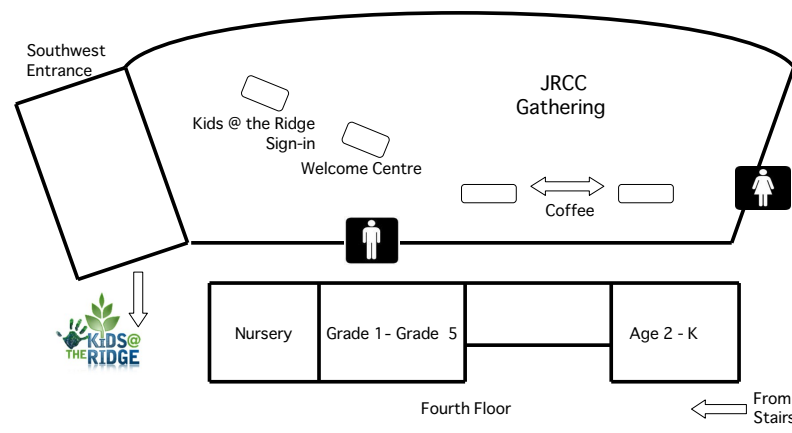 Southwest
Entrance
JRCC
Gathering
Kids @ the Ridge
Sign-in
Welcome Centre
Coffee
KiDS@
THE RIDGE
Nursery
Grade 1- Grade 5
Age 2 - K
Fourth Floor
From
Stairs